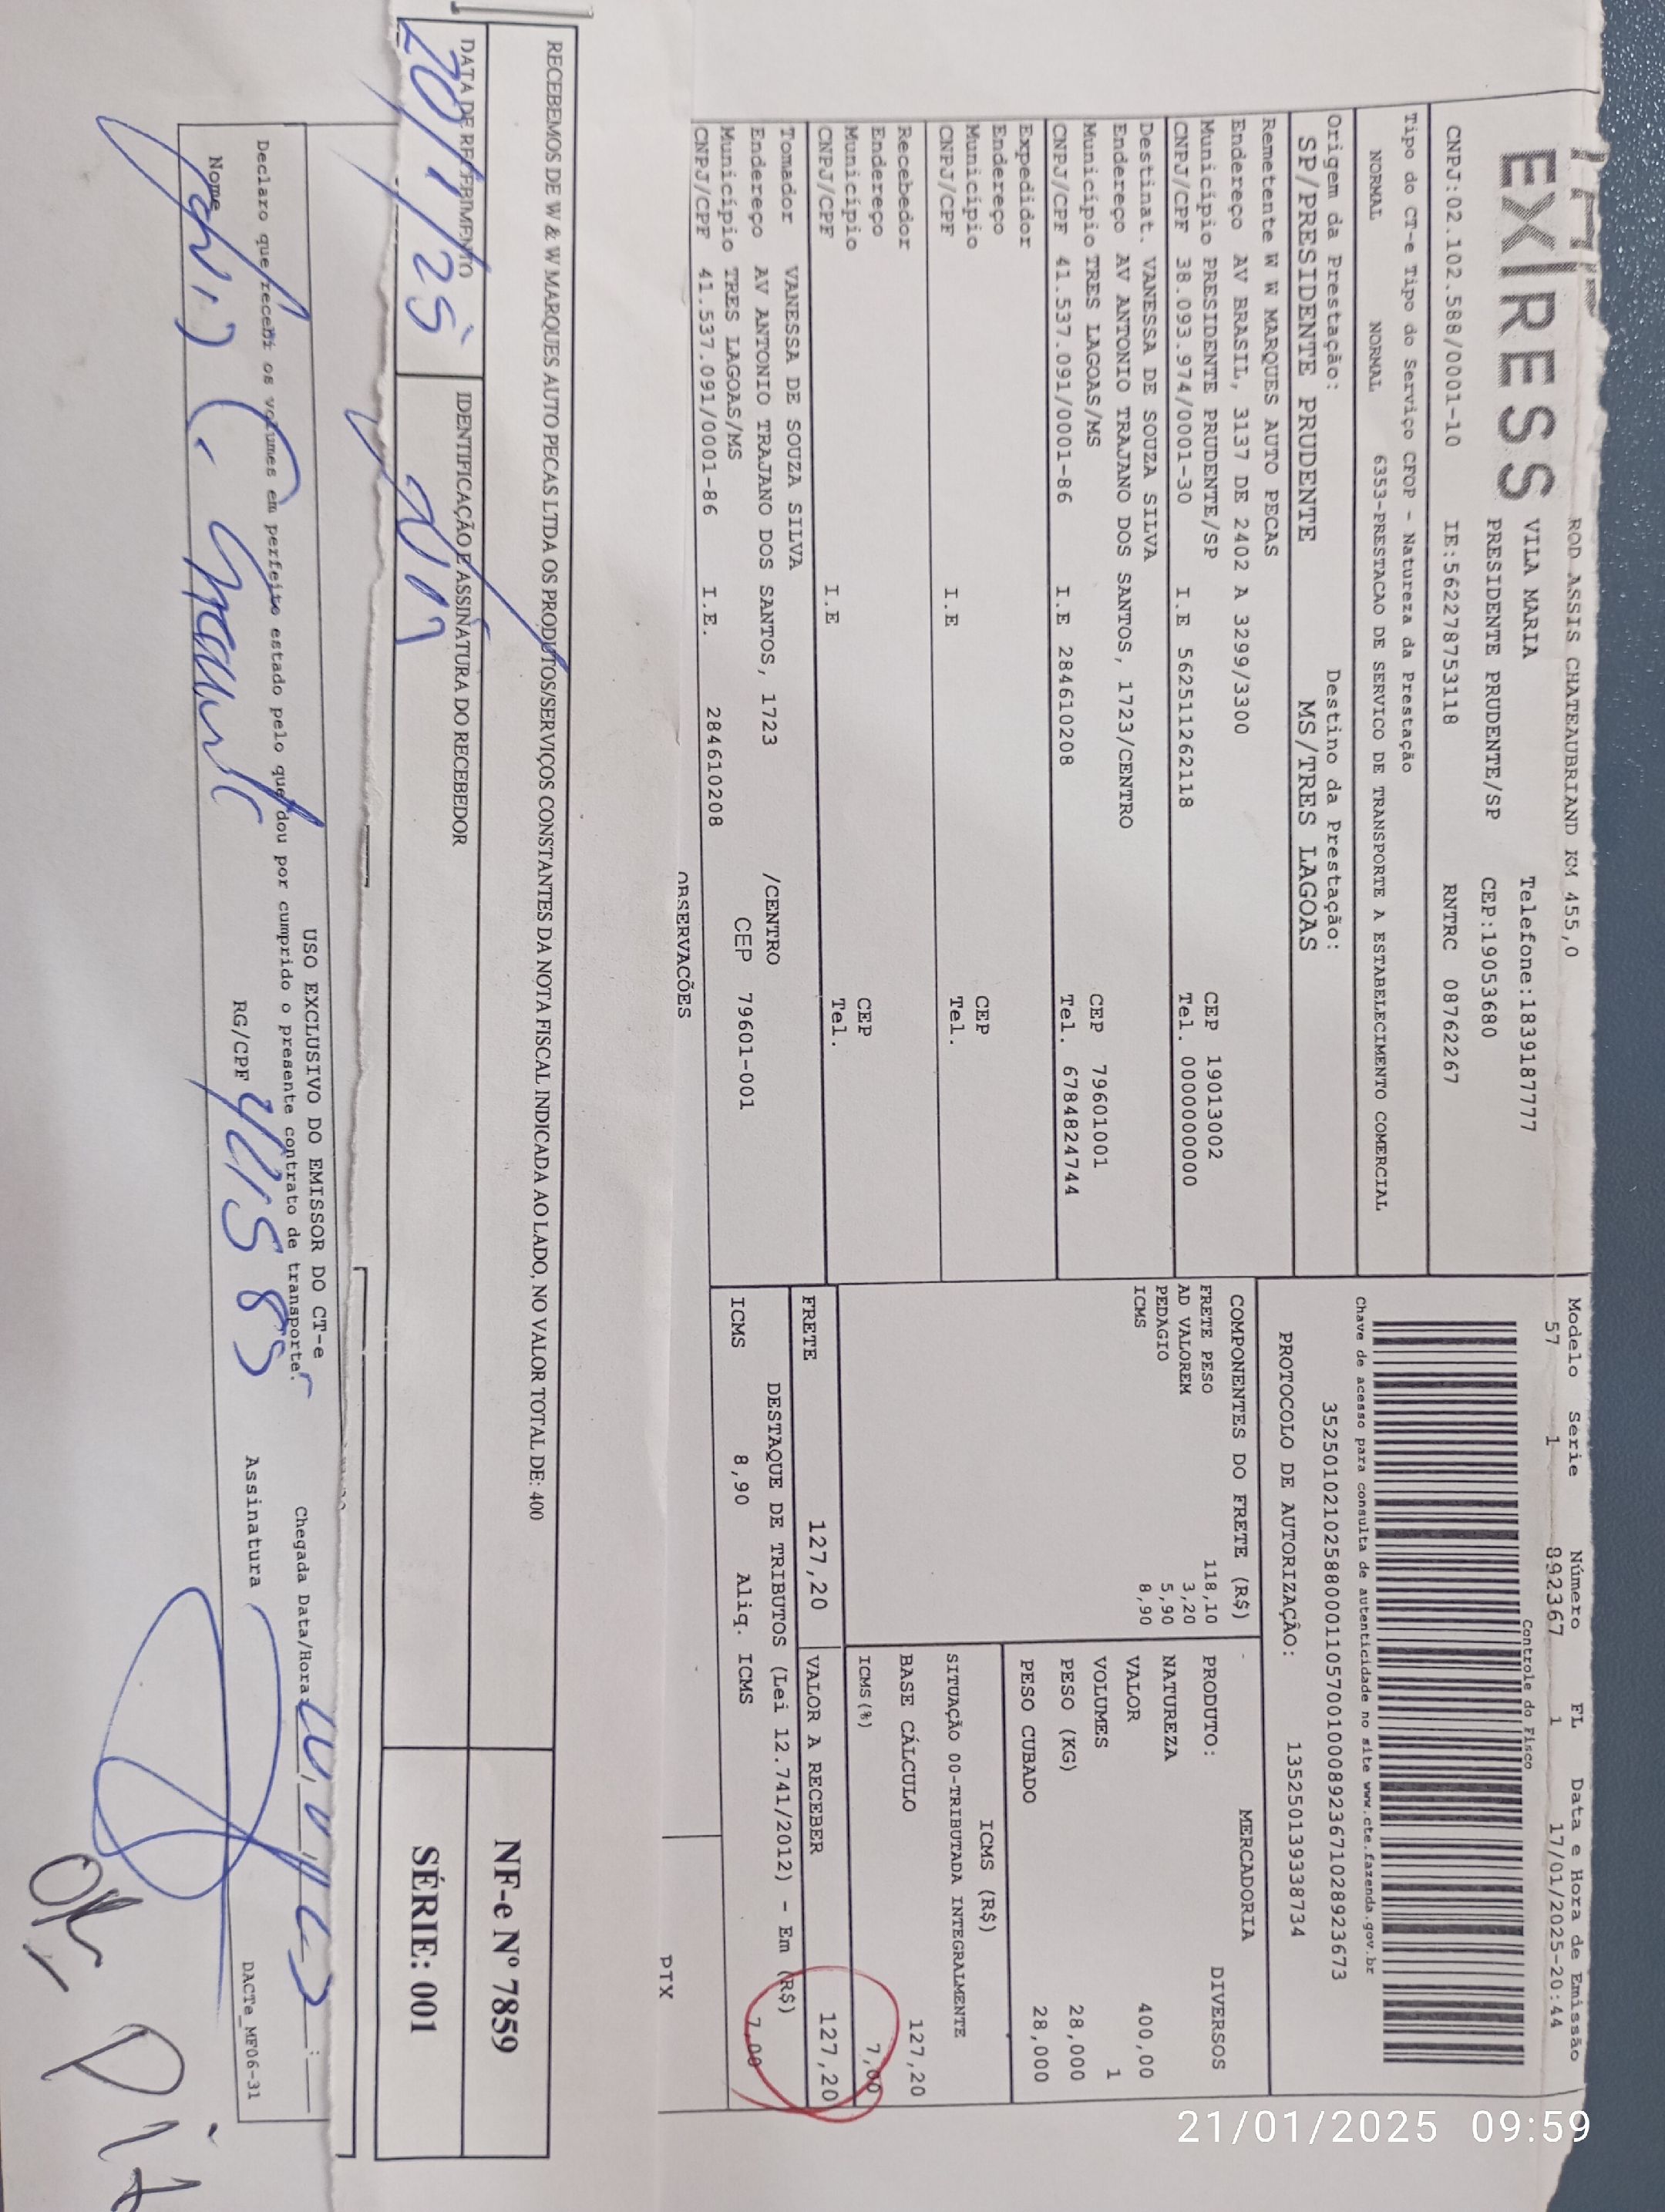 EXPRESS
ROD ASSIS CHATEAUBRIAND KM 455,0
VILA MARIA Telefone:1839187777
PRESIDENTE PRUDENTE/SP CEP:19053680
CNPJ:02.102.588/0001-10 IE:562278753118 RNTRC 08762267
Modelo Série Número FL Data e Hora de Emissão
57 1 892367 1 17/01/2025-20:44
Controle do Fisco
Tipo do CT-e Tipo do Serviço CFOP - Natureza da Prestação
NORMAL NORMAL 6353-PRESTACAO DE SERVICO DE TRANSPORTE A ESTABELECIMENTO COMERCIAL
Chave de acesso para consulta de autenticidade no site www.cte.fazenda.gov.br
35250102102588000110570010008923671028923673
PROTOCOLO DE AUTORIZAÇÃO: 135250139338734
Origem da Prestação: Destino da Prestação:
SP/PRESIDENTE PRUDENTE MS/TRES LAGOAS
Remetente W W MARQUES AUTO PECAS
Endereço AV BRASIL, 3137 DE 2402 A 3299/3300
Município PRESIDENTE PRUDENTE/SP CEP 19013002
CNPJ/CPF 38.093.974/0001-30 I.E 562511262118 Tel. 0000000000
Destinat. VANESSA DE SOUZA SILVA
Endereço AV ANTONIO TRAJANO DOS SANTOS, 1723/CENTRO
Município TRES LAGOAS/MS CEP 79601001
CNPJ/CPF 41.537.091/0001-86 I.E 284610208 Tel. 6784824744
Expedidor
Endereço
Município CEP
CNPJ/CPF I.E Tel.
Recebedor
Endereço
Município CEP
CNPJ/CPF I.E Tel.
Tomador VANESSA DE SOUZA SILVA
Endereço AV ANTONIO TRAJANO DOS SANTOS, 1723 /CENTRO
Município TRES LAGOAS/MS CEP 79601-001
CNPJ/CPF 41.537.091/0001-86 I.E. 284610208
COMPONENTES DO FRETE (R$)
FRETE PESO 118,10
AD VALOREM 3,20
PEDAGIO 5,90
ICMS 8,90
MERCADORIA
PRODUTO: DIVERSOS
NATUREZA
VALOR 400,00
VOLUMES 1
PESO (KG) 28,000
PESO CUBADO 28,000
ICMS (R$)
SITUAÇÃO 00-TRIBUTADA INTEGRALMENTE
BASE CÁLCULO 127,20
ICMS(%) 7,00
FRETE 127,20 VALOR A RECEBER 127,20
DESTAQUE DE TRIBUTOS (Lei 12.741/2012) - Em (R$)
ICMS 8,90 Aliq. ICMS 7,00
OBSERVAÇÕES
PTX
RECEBEMOS DE W & W MARQUES AUTO PECAS LTDA OS PRODUTOS/SERVIÇOS CONSTANTES DA NOTA FISCAL INDICADA AO LADO, NO VALOR TOTAL DE: 400
DATA DE RECEBIMENTO
20/1/25
IDENTIFICAÇÃO E ASSINATURA DO RECEBEDOR
NF-e Nº 7859
SÉRIE: 001
USO EXCLUSIVO DO EMISSOR DO CT-e
Declaro que recebi os volumes em perfeito estado pelo que dou por cumprido o presente contrato de transporte.
Chegada Data/Hora
Nome RG/CPF Assinatura
DACTe_MF06-31
OK,
21/01/2025 09:59